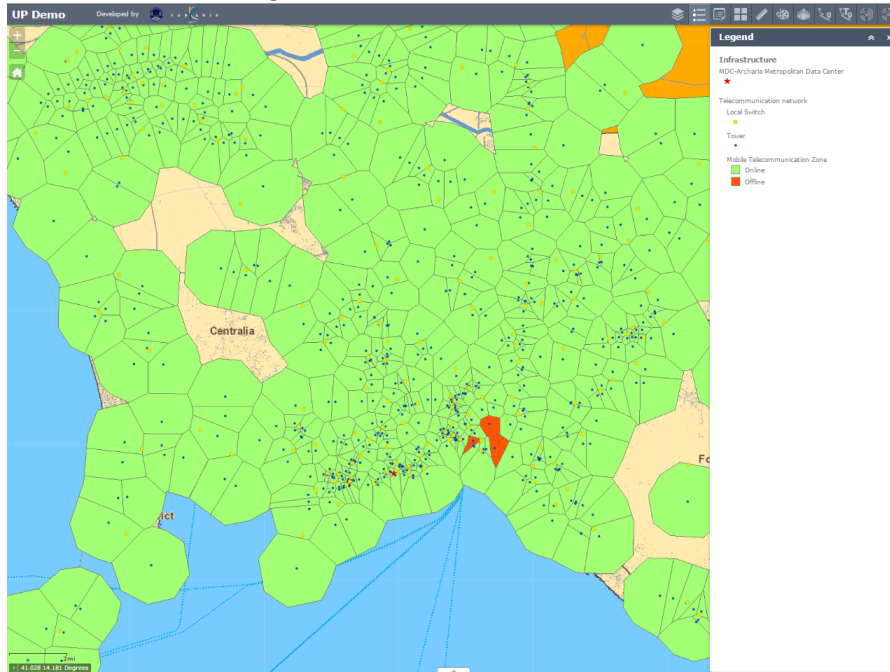 UP Demo
Developed by
Legend
Infrastructure
MDC-Archaria Metropolitan Data Center
Telecommunication network
Local Switch
Tower
Mobile Telecommunication Zone
Online
Offline
Centralia
Fo
ict
2mi
41.028 14.181 Degrees